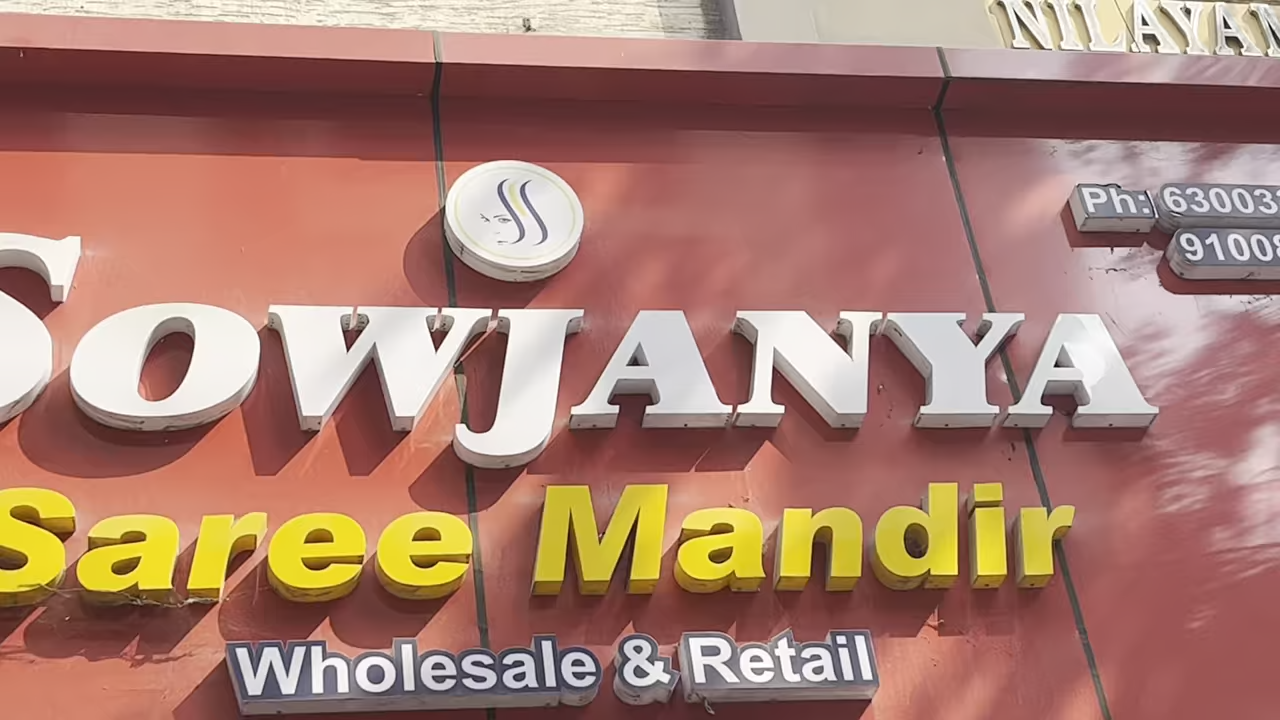 NILAYAM
Ph: 63003
9100
SOWJANYA
Saree Mandir
Wholesale & Retail